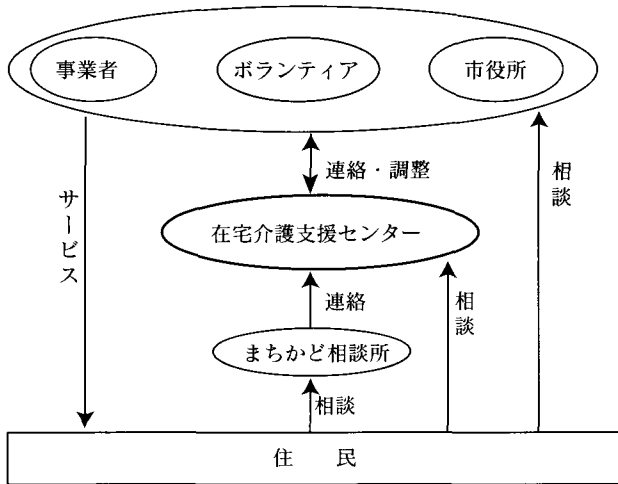 事業者
ボランティア
市役所
連絡・調整
相談
サービス
在宅介護支援センター
連絡
相談
まちかど相談所
相談
住 民